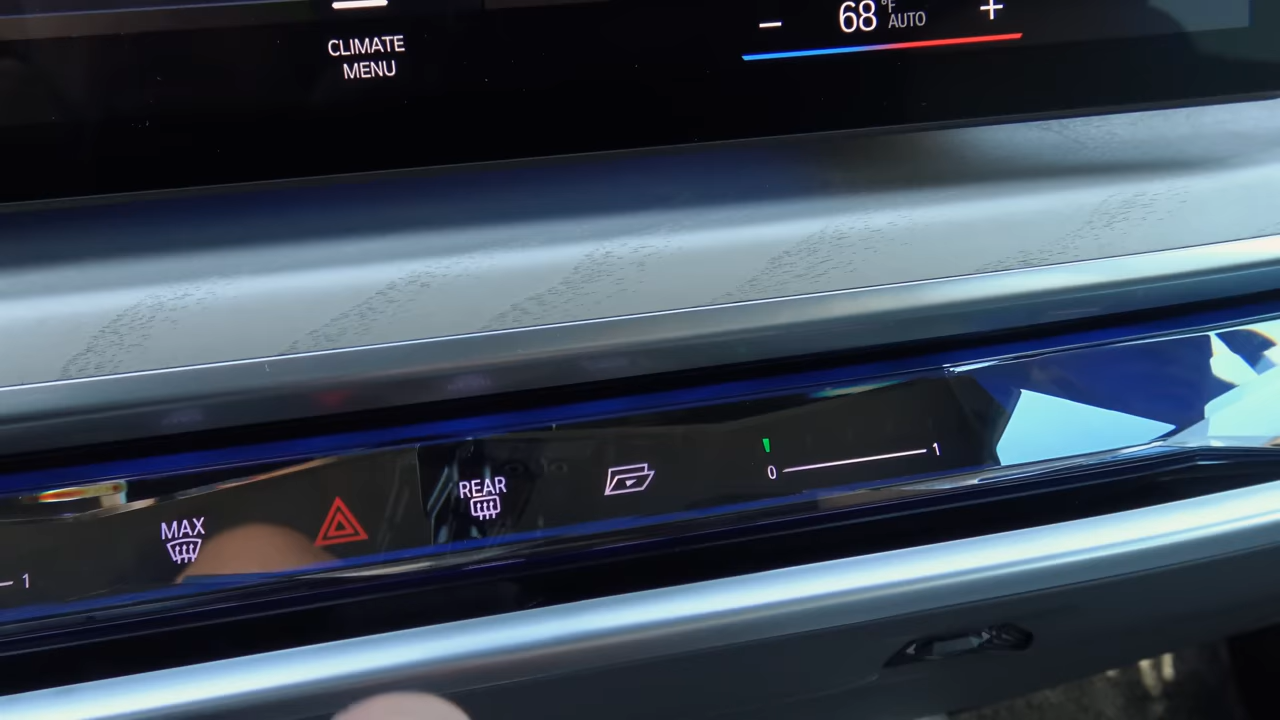 CLIMATE
MENU
− 68°F AUTO +
1
MAX
REAR
0
1